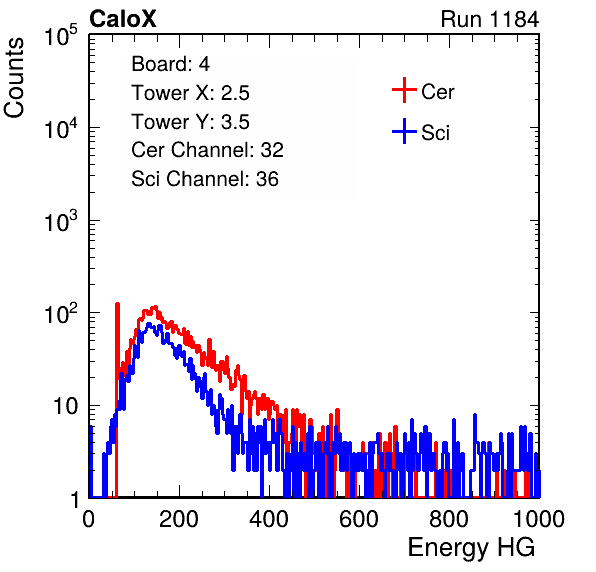 CaloX Run 1184
Counts
Board: 4
Tower X: 2.5
Tower Y: 3.5
Cer Channel: 32
Sci Channel: 36
Cer
Sci
10^5
10^4
10^3
10^2
10
1
0 200 400 600 800 1000
Energy HG